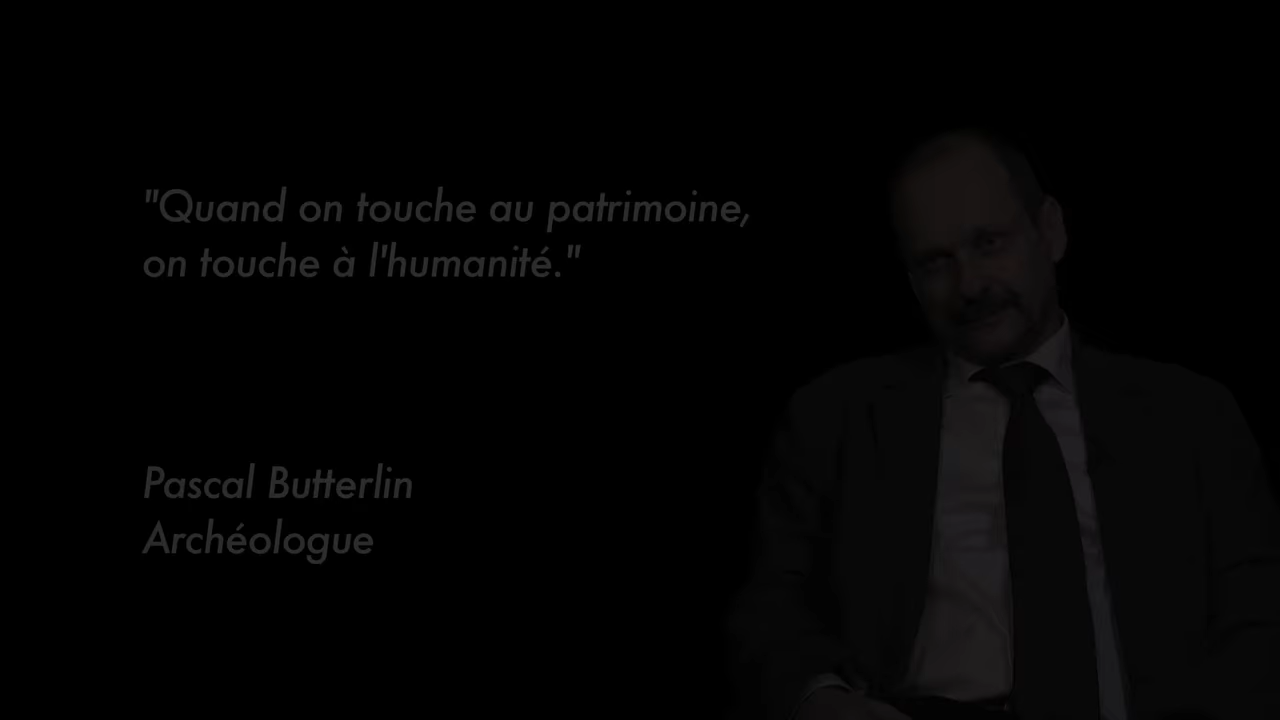 "Quand on touche au patrimoine,
on touche à l'humanité."
Pascal Butterlin
Archéologue